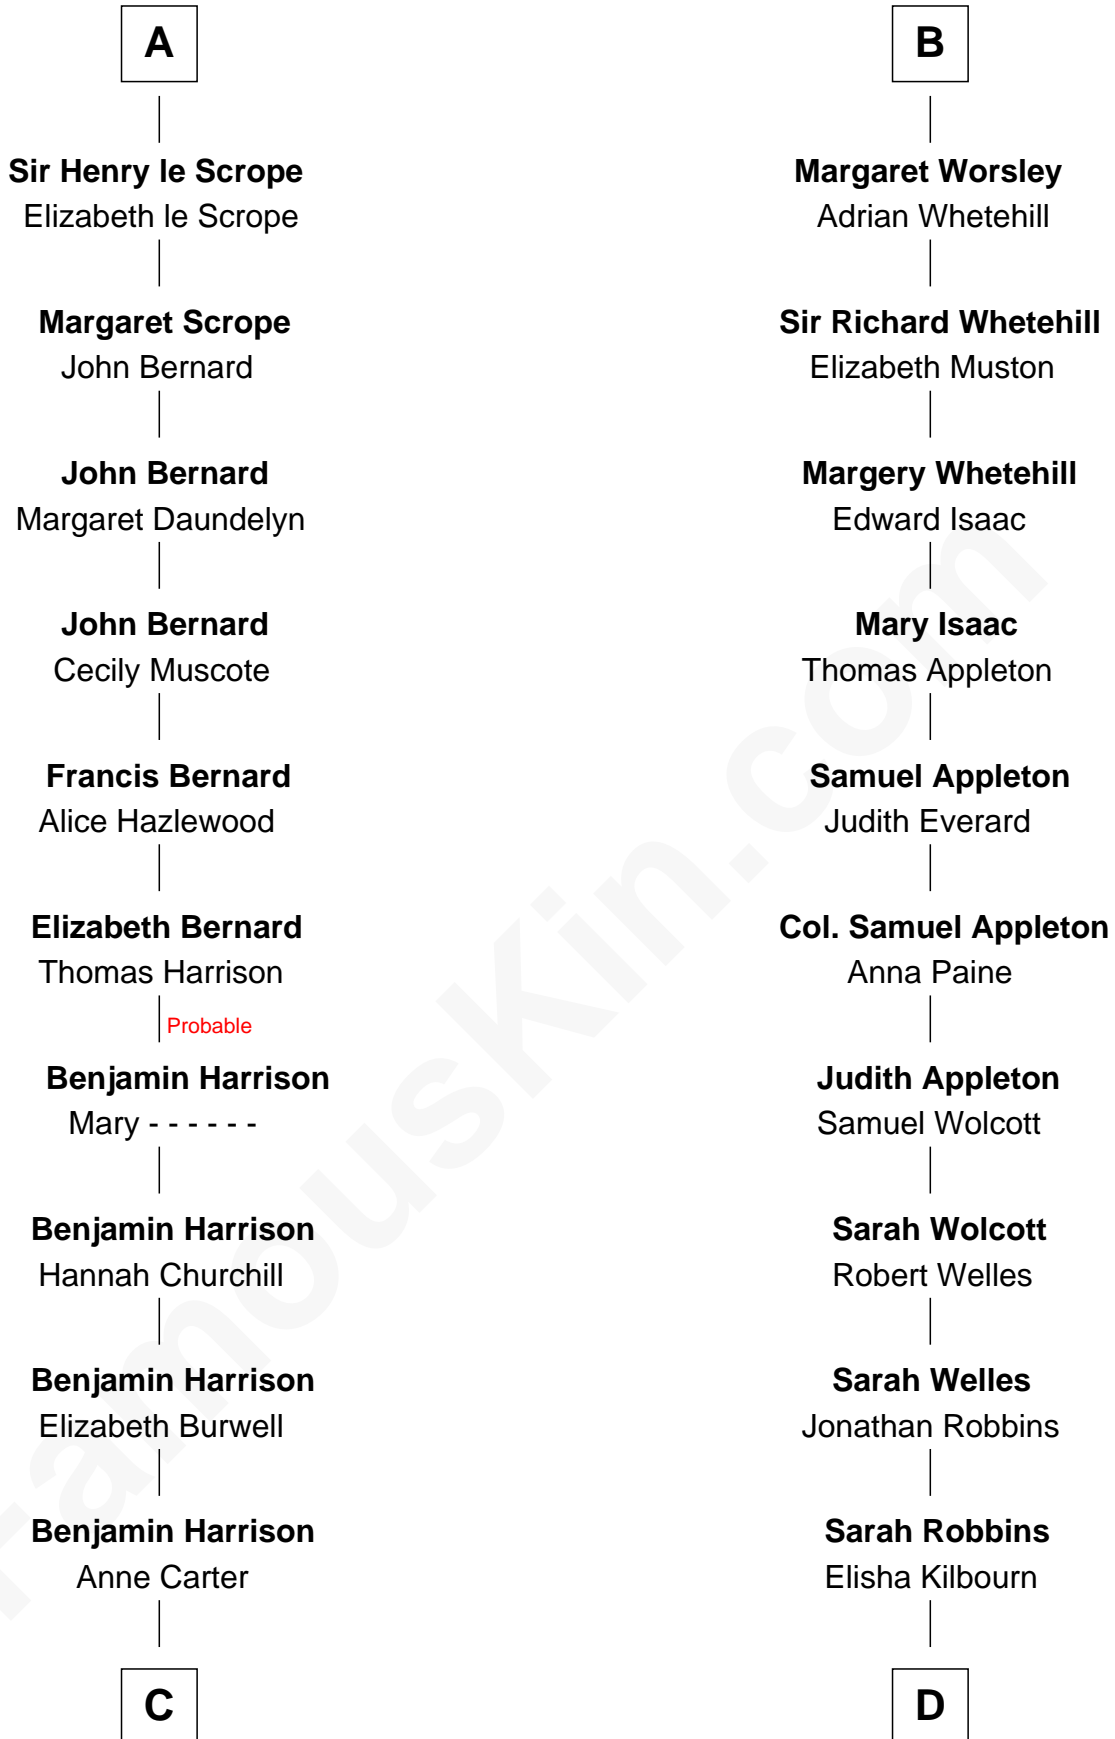 A
Sir Henry le Scrope
Elizabeth le Scrope
Margaret Scrope
John Bernard
John Bernard
Margaret Daundelyn
John Bernard
Cecily Muscote
Francis Bernard
Alice Hazlewood
Elizabeth Bernard
Thomas Harrison
Probable
Benjamin Harrison
Mary - - - - - -
Benjamin Harrison
Hannah Churchill
Benjamin Harrison
Elizabeth Burwell
Benjamin Harrison
Anne Carter
C
B
Margaret Worsley
Adrian Whetehill
Sir Richard Whetehill
Elizabeth Muston
Margery Whetehill
Edward Isaac
Mary Isaac
Thomas Appleton
Samuel Appleton
Judith Everard
Col. Samuel Appleton
Anna Paine
Judith Appleton
Samuel Wolcott
Sarah Wolcott
Robert Welles
Sarah Welles
Jonathan Robbins
Sarah Robbins
Elisha Kilbourn
D
FamousKin.com